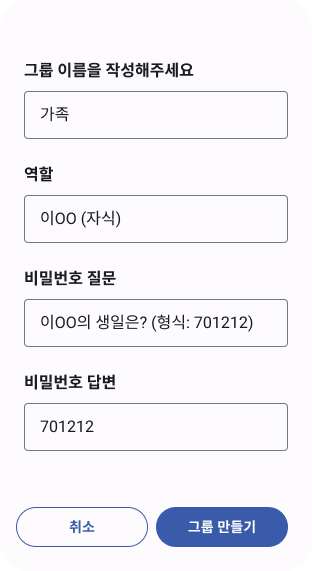 그룹 이름을 작성해주세요
가족
역할
이OO (자식)
비밀번호 질문
이OO의 생일은? (형식: 701212)
비밀번호 답변
701212
취소
그룹 만들기